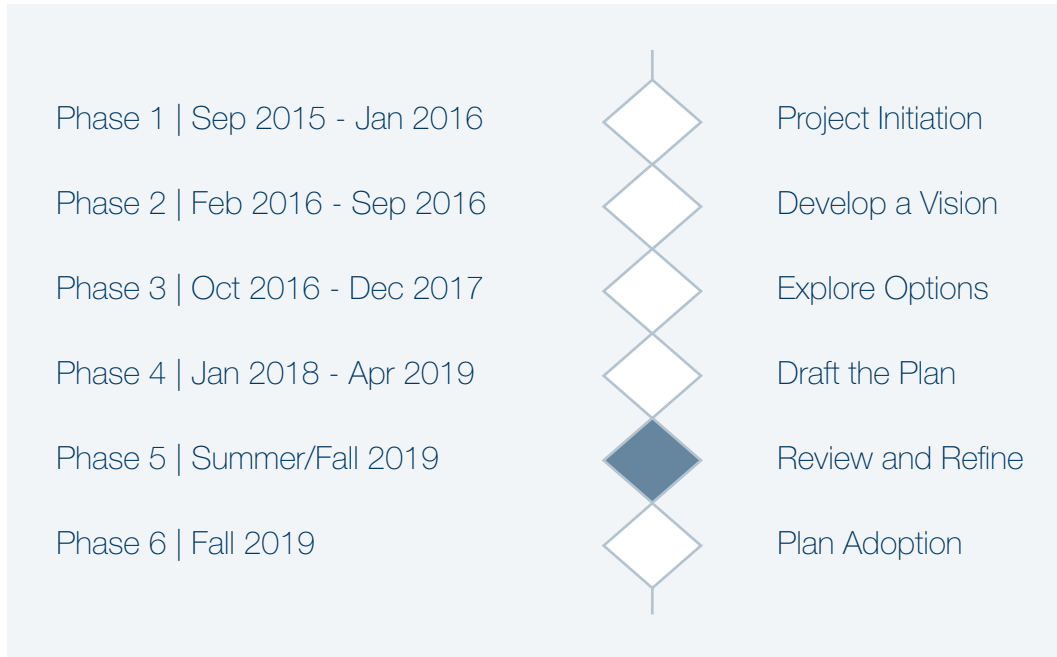 Phase 1 | Sep 2015 - Jan 2016 Project Initiation
Phase 2 | Feb 2016 - Sep 2016 Develop a Vision
Phase 3 | Oct 2016 - Dec 2017 Explore Options
Phase 4 | Jan 2018 - Apr 2019 Draft the Plan
Phase 5 | Summer/Fall 2019 Review and Refine
Phase 6 | Fall 2019 Plan Adoption